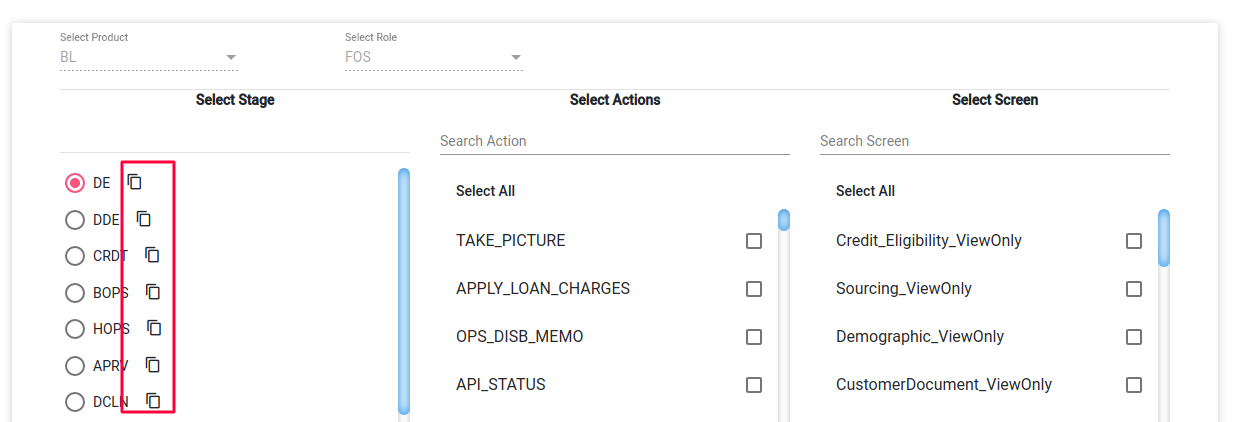 Select Product
BL
Select Role
FOS
Select Stage
Select Actions
Select Screen
Search Action
Search Screen
DE
DDE
CRDT
BOPS
HOPS
APRV
DCLN
Select All
TAKE_PICTURE
APPLY_LOAN_CHARGES
OPS_DISB_MEMO
API_STATUS
Select All
Credit_Eligibility_ViewOnly
Sourcing_ViewOnly
Demographic_ViewOnly
CustomerDocument_ViewOnly